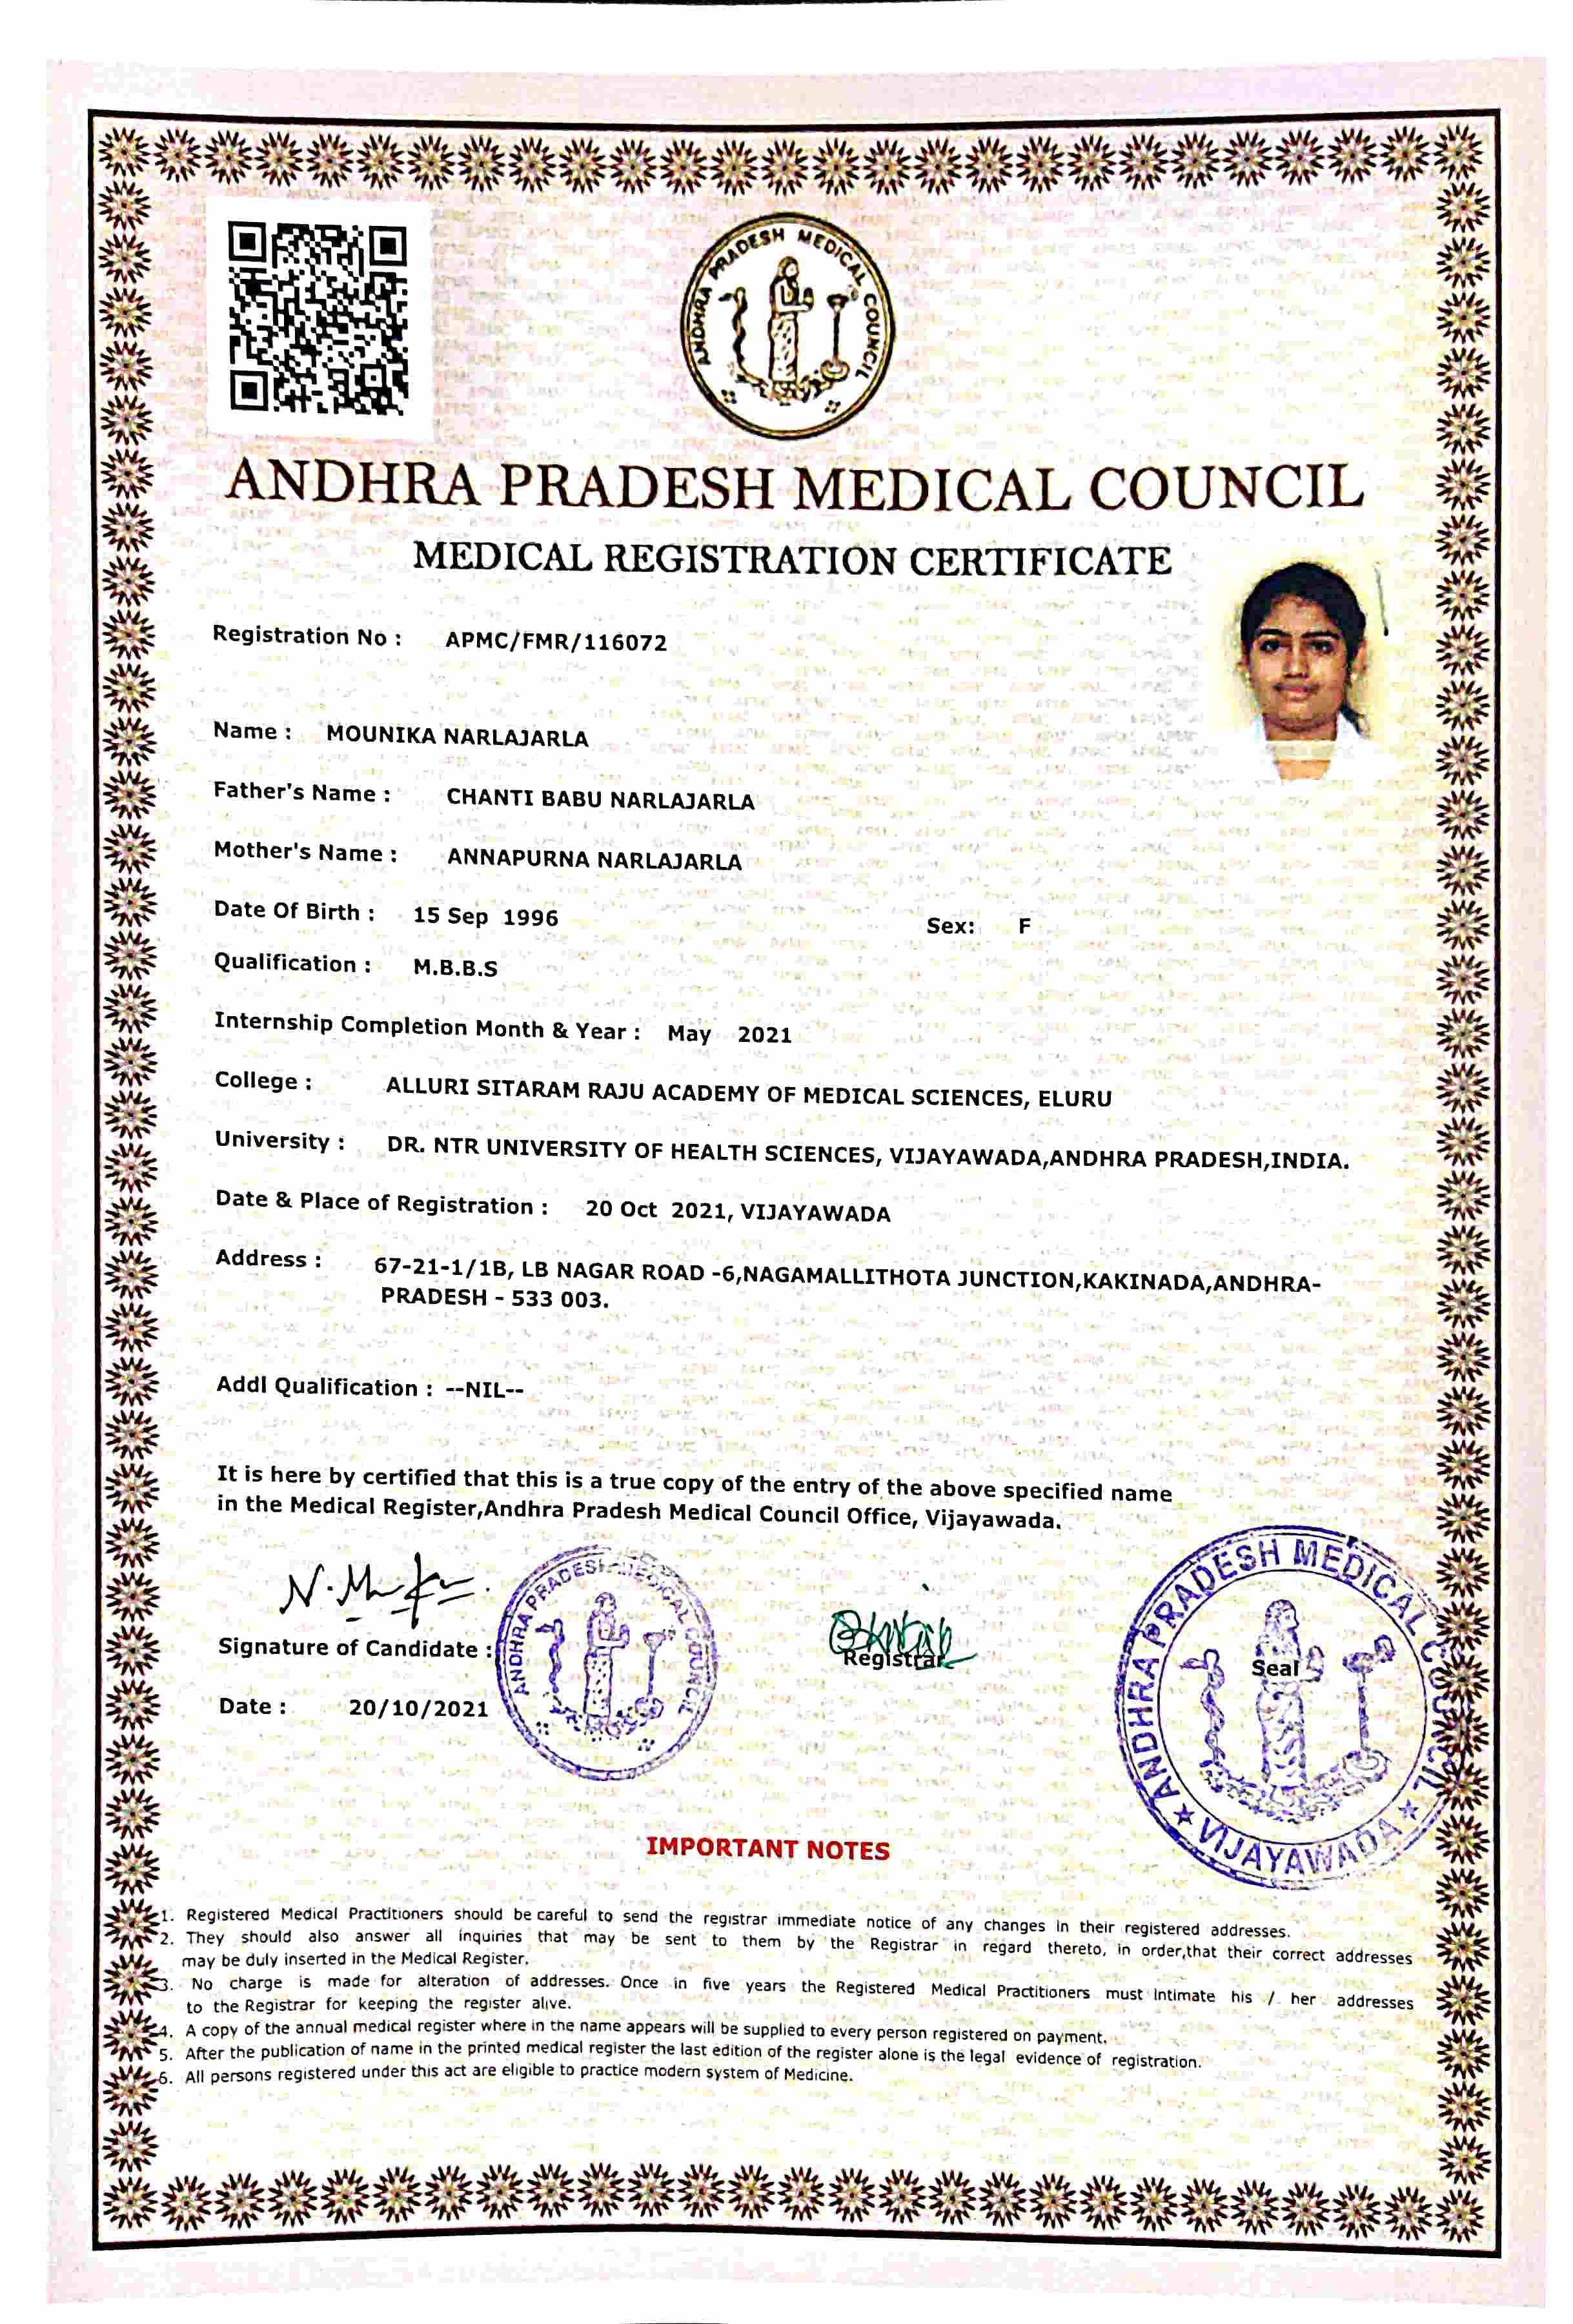 ANDHRA PRADESH MEDICAL COUNCIL
ANDHRA PRADESH MEDICAL COUNCIL
MEDICAL REGISTRATION CERTIFICATE
Registration No : APMC/FMR/116072
Name : MOUNIKA NARLAJARLA
Father's Name : CHANTI BABU NARLAJARLA
Mother's Name : ANNAPURNA NARLAJARLA
Date Of Birth : 15 Sep 1996 Sex: F
Qualification : M.B.B.S
Internship Completion Month & Year : May 2021
College : ALLURI SITARAM RAJU ACADEMY OF MEDICAL SCIENCES, ELURU
University : DR. NTR UNIVERSITY OF HEALTH SCIENCES, VIJAYAWADA,ANDHRA PRADESH,INDIA.
Date & Place of Registration : 20 Oct 2021, VIJAYAWADA
Address : 67-21-1/1B, LB NAGAR ROAD -6,NAGAMALLITHOTA JUNCTION,KAKINADA,ANDHRA-
PRADESH - 533 003.
Addl Qualification : --NIL--
It is here by certified that this is a true copy of the entry of the above specified name
in the Medical Register,Andhra Pradesh Medical Council Office, Vijayawada.
Signature of Candidate :
ANDHRA PRADESH MEDICAL COUNCIL
Registrar
ANDHRA PRADESH MEDICAL COUNCIL
Seal
VIJAYAWADA
Date : 20/10/2021
IMPORTANT NOTES
1. Registered Medical Practitioners should be careful to send the registrar immediate notice of any changes in their registered addresses.
2. They should also answer all inquiries that may be sent to them by the Registrar in regard thereto, in order,that their correct addresses
may be duly inserted in the Medical Register.
3. No charge is made for alteration of addresses. Once in five years the Registered Medical Practitioners must intimate his / her addresses
to the Registrar for keeping the register alive.
4. A copy of the annual medical register where in the name appears will be supplied to every person registered on payment.
5. After the publication of name in the printed medical register the last edition of the register alone is the legal evidence of registration.
6. All persons registered under this act are eligible to practice modern system of Medicine.